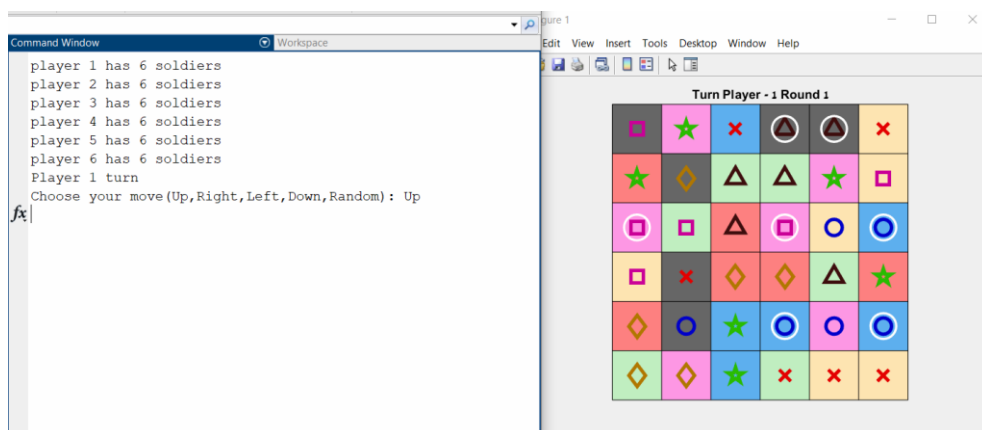 Command Window
Workspace
player 1 has 6 soldiers
player 2 has 6 soldiers
player 3 has 6 soldiers
player 4 has 6 soldiers
player 5 has 6 soldiers
player 6 has 6 soldiers
Player 1 turn
Choose your move(Up,Right,Left,Down,Random): Up
fx
gure 1
Edit View Insert Tools Desktop Window Help
Turn Player - 1 Round 1